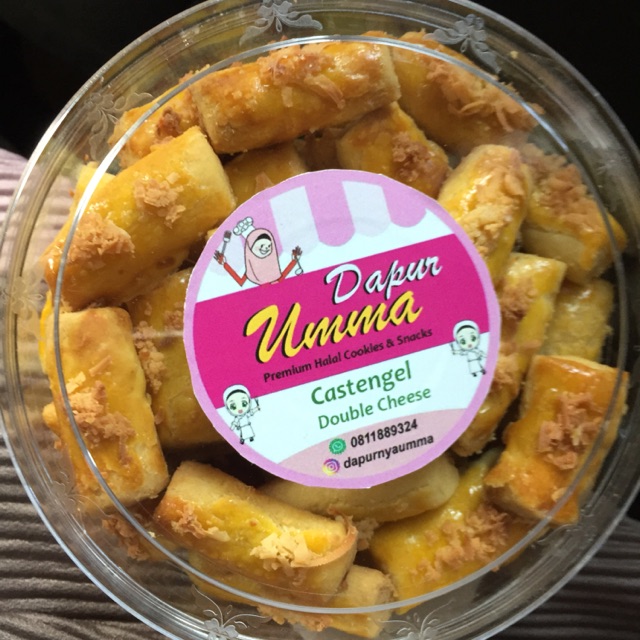 Dapur
Umma
Premium Halal Cookies & Snacks
Castengel
Double Cheese
0811889324
dapurnyaumma